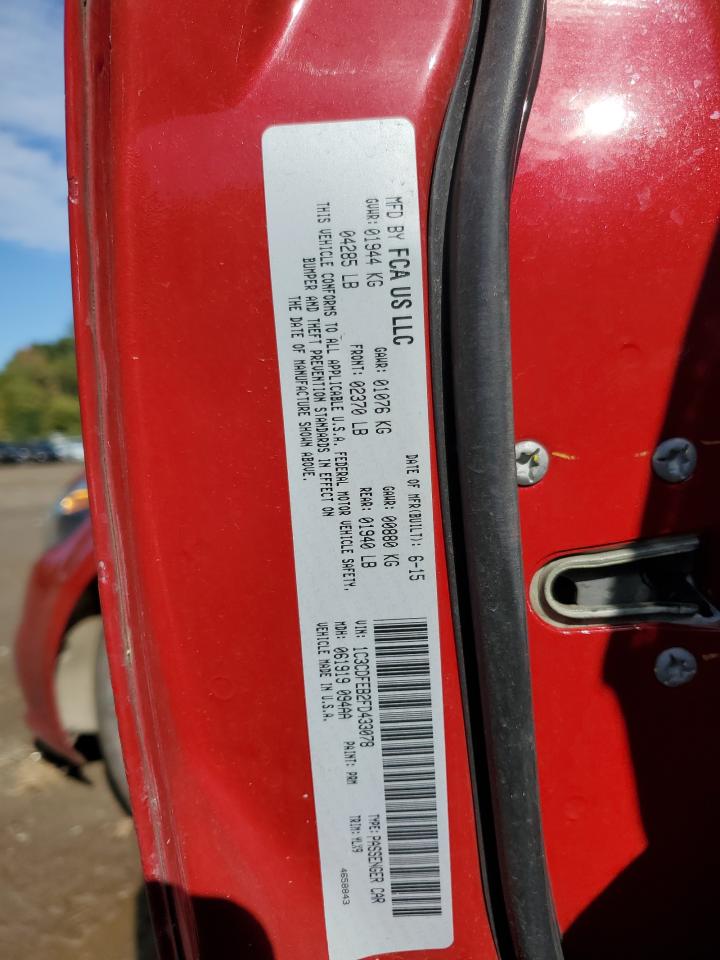 MFD BY FCA US LLC
DATE OF MFR(BUILT): 6-15
GVWR: 01944 KG
GAWR: 01076 KG
GAWR: 00880 KG
04285 LB
FRONT: 02370 LB
REAR: 01940 LB
THIS VEHICLE CONFORMS TO ALL APPLICABLE U.S.A. FEDERAL MOTOR VEHICLE SAFETY,
BUMPER AND THEFT PREVENTION STANDARDS IN EFFECT ON
THE DATE OF MANUFACTURE SHOWN ABOVE.
VIN: 1C3CDFEB2FD433078
TYPE: PASSENGER CAR
MDH: 061919 094AA
PAINT: PRM
TRIM: YLX9
VEHICLE MADE IN U.S.A.
4658843